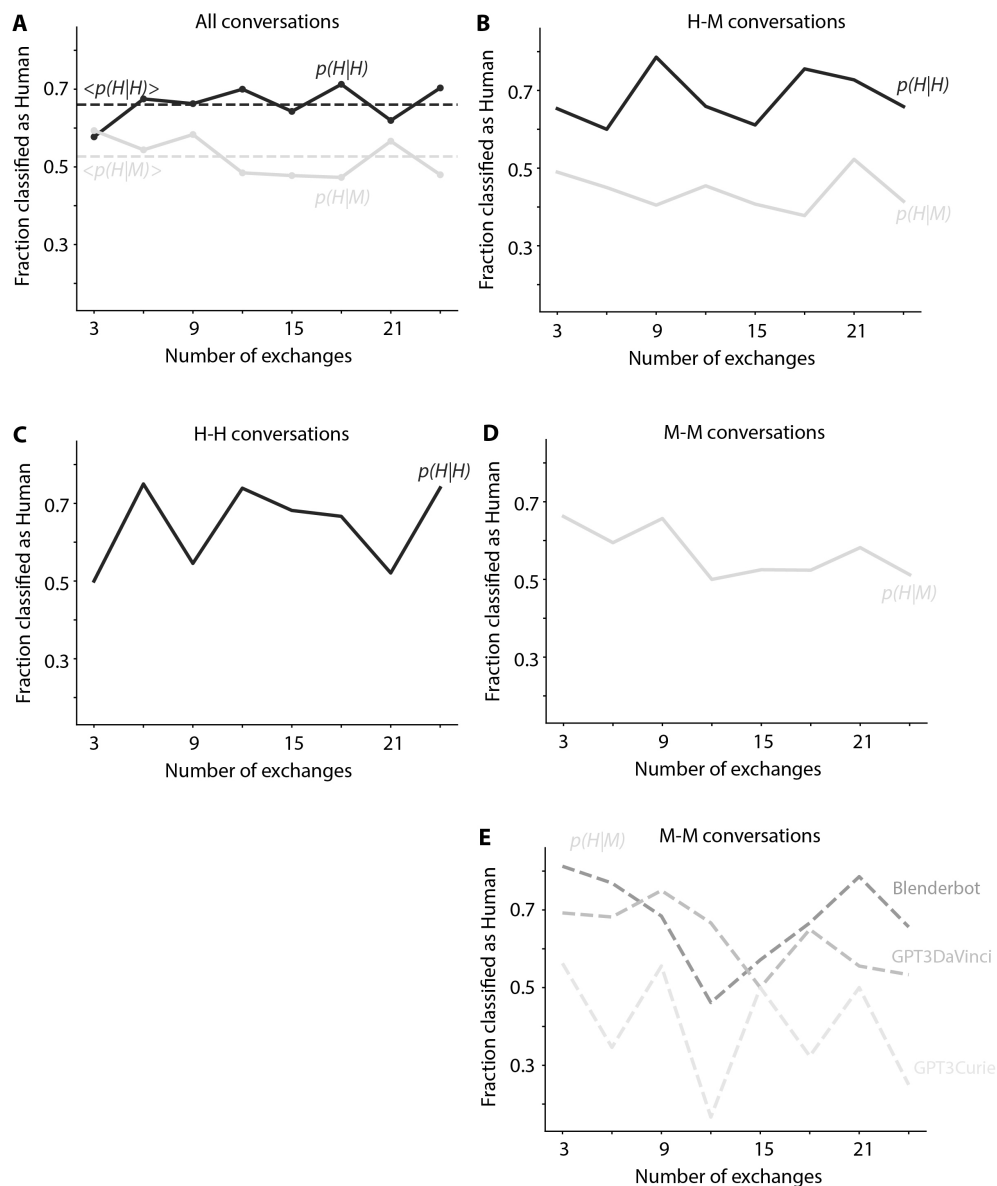 A
All conversations
Fraction classified as Human
0.7
0.5
0.3
<p(H|H)>
p(H|H)
<p(H|M)>
p(H|M)
3
9
15
21
Number of exchanges
B
H-M conversations
Fraction classified as Human
0.7
0.5
0.3
p(H|H)
p(H|M)
3
9
15
21
Number of exchanges
C
H-H conversations
Fraction classified as Human
0.7
0.5
0.3
p(H|H)
3
9
15
21
Number of exchanges
D
M-M conversations
Fraction classified as Human
0.7
0.5
0.3
p(H|M)
3
9
15
21
Number of exchanges
E
M-M conversations
p(H|M)
Fraction classified as Human
0.7
0.5
0.3
Blenderbot
GPT3DaVinci
GPT3Curie
3
9
15
21
Number of exchanges